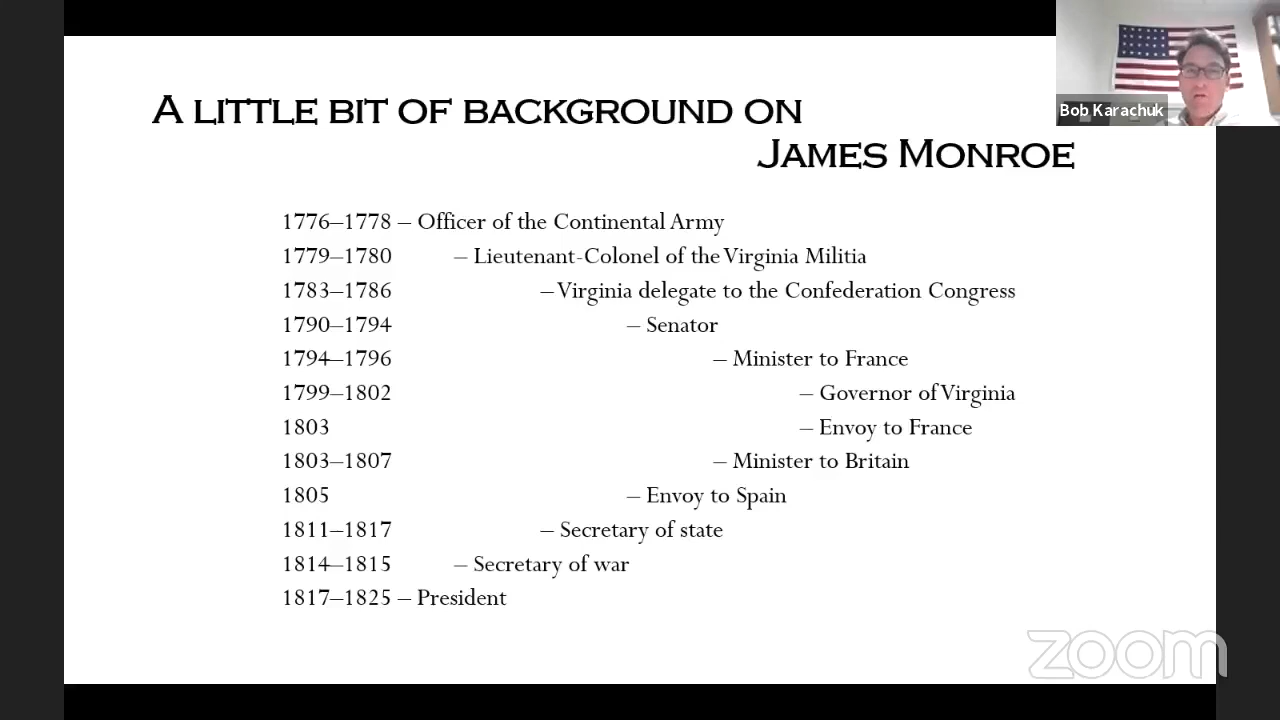 A LITTLE BIT OF BACKGROUND ON
JAMES MONROE
Bob Karachuk
1776–1778 – Officer of the Continental Army
1779–1780 – Lieutenant-Colonel of the Virginia Militia
1783–1786 – Virginia delegate to the Confederation Congress
1790–1794 – Senator
1794–1796 – Minister to France
1799–1802 – Governor of Virginia
1803 – Envoy to France
1803–1807 – Minister to Britain
1805 – Envoy to Spain
1811–1817 – Secretary of state
1814–1815 – Secretary of war
1817–1825 – President
zoom